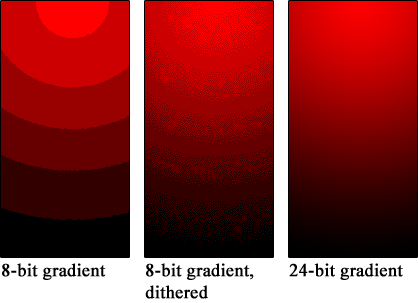 8-bit gradient
8-bit gradient,
dithered
24-bit gradient